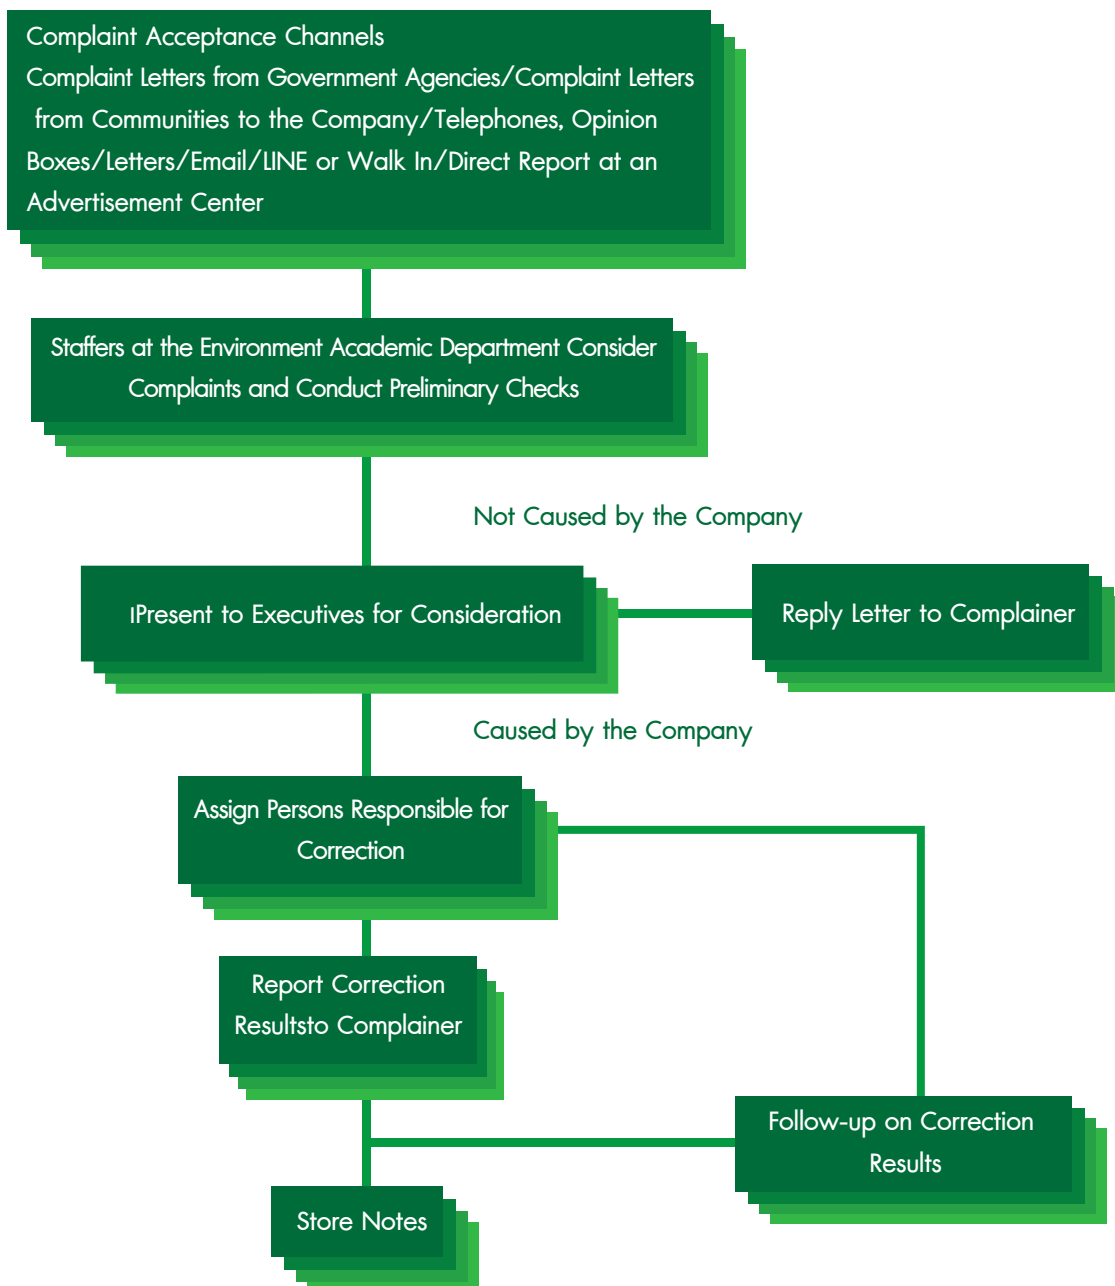 Complaint Acceptance Channels
Complaint Letters from Government Agencies/Complaint Letters
from Communities to the Company/Telephones, Opinion
Boxes/Letters/Email/LINE or Walk In/Direct Report at an
Advertisement Center
Staffers at the Environment Academic Department Consider
Complaints and Conduct Preliminary Checks
Not Caused by the Company
IPresent to Executives for Consideration
Reply Letter to Complainer
Caused by the Company
Assign Persons Responsible for
Correction
Report Correction
Resultsto Complainer
Follow-up on Correction
Results
Store Notes